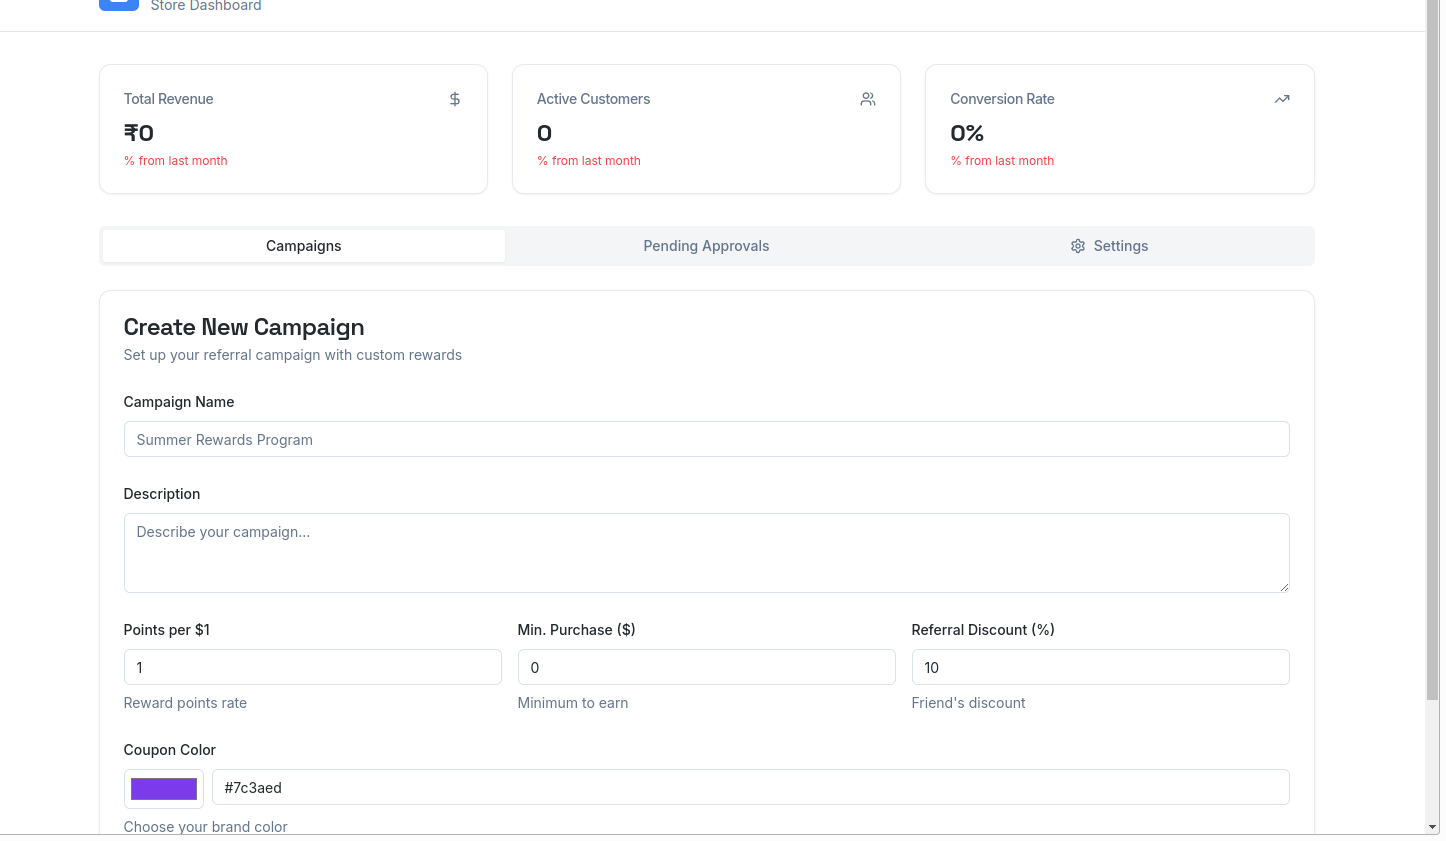 Store Dashboard
Total Revenue
₹0
% from last month
Active Customers
0
% from last month
Conversion Rate
0%
% from last month
Campaigns
Pending Approvals
Settings
Create New Campaign
Set up your referral campaign with custom rewards
Campaign Name
Summer Rewards Program
Description
Describe your campaign...
Points per $1
Min. Purchase ($)
Referral Discount (%)
1
0
10
Reward points rate
Minimum to earn
Friend's discount
Coupon Color
#7c3aed
Choose your brand color